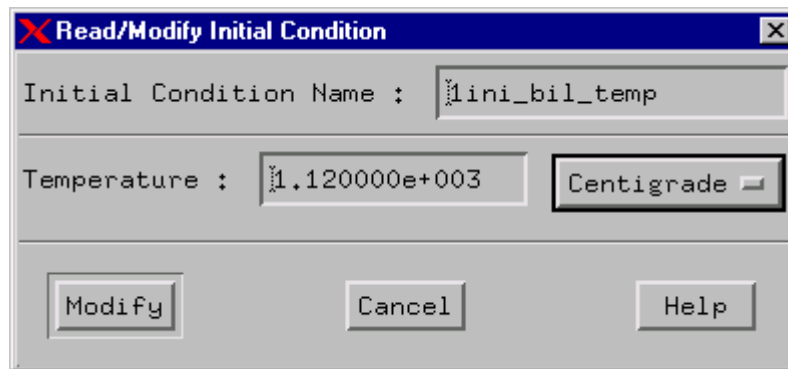 Read/Modify Initial Condition
Initial Condition Name : 1ini_bil_temp
Temperature : 1.120000e+003 Centigrade
Modify Cancel Help